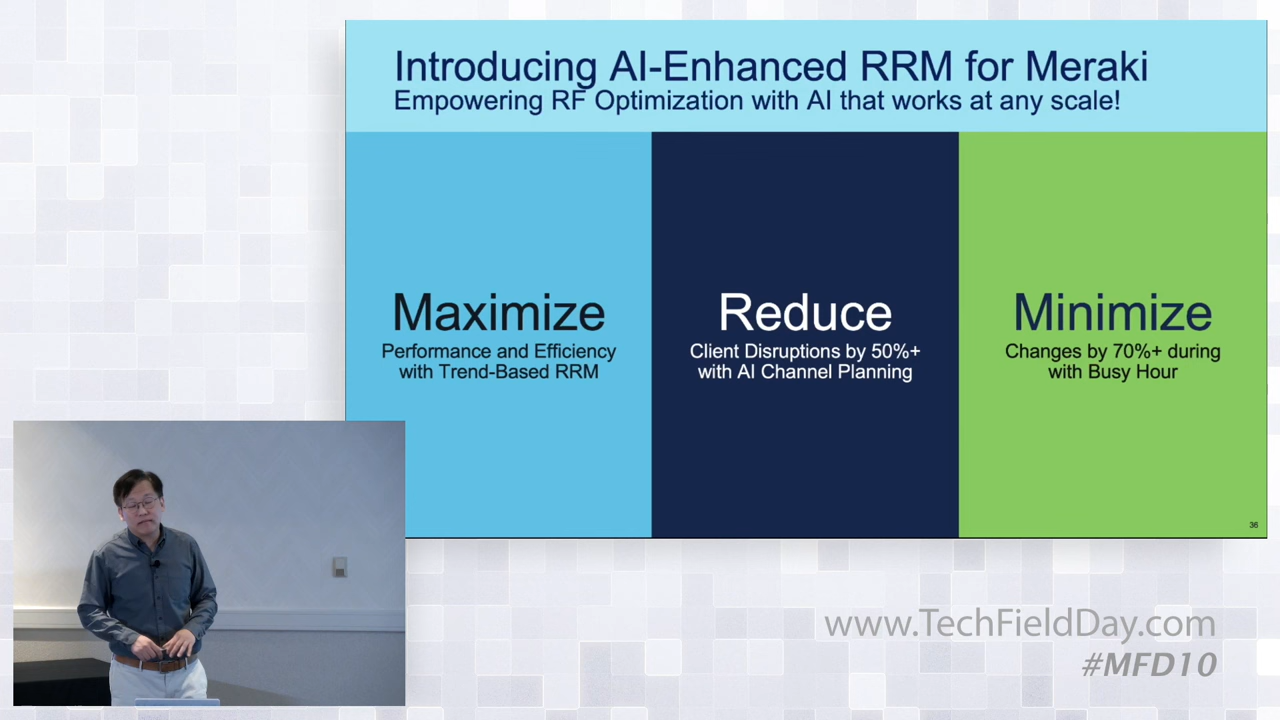 Introducing AI-Enhanced RRM for Meraki
Empowering RF Optimization with AI that works at any scale!
Maximize
Performance and Efficiency
with Trend-Based RRM
Reduce
Client Disruptions by 50%+
with AI Channel Planning
Minimize
Changes by 70%+ during
with Busy Hour
36
www.TechFieldDay.com
#MFD10